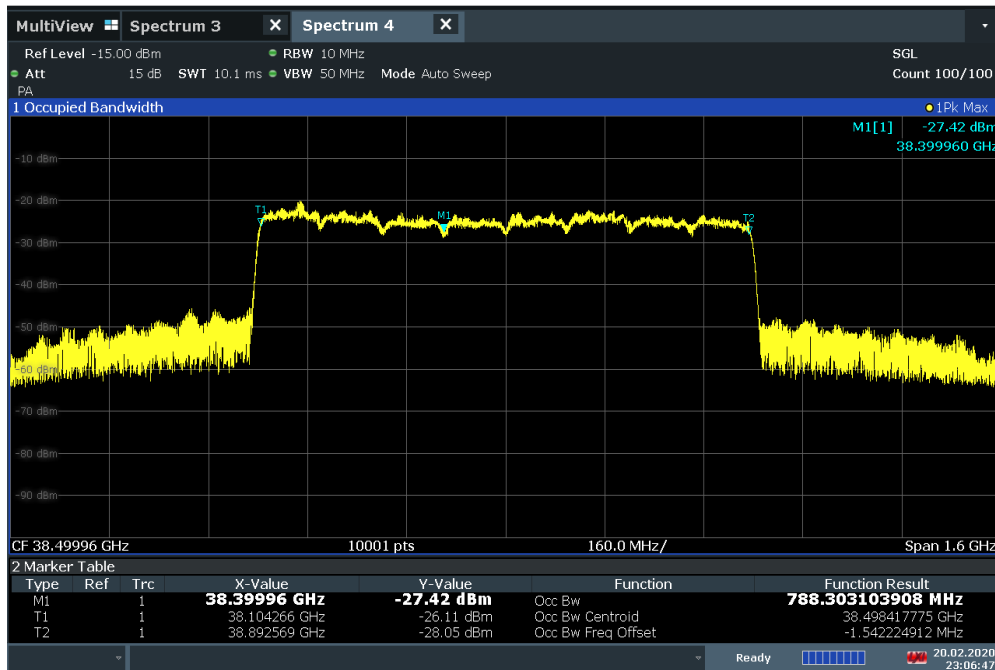 MultiView Spectrum 3 X Spectrum 4 X
Ref Level -15.00 dBm RBW 10 MHz SGL
Att 15 dB SWT 10.1 ms VBW 50 MHz Mode Auto Sweep Count 100/100
PA
1 Occupied Bandwidth 1Pk Max
M1[1] -27.42 dBm
38.399960 GHz
-10 dBm
-20 dBm
T1 M1 T2
-30 dBm
-40 dBm
-50 dBm
-60 dBm
-70 dBm
-80 dBm
-90 dBm
CF 38.49996 GHz 10001 pts 160.0 MHz/ Span 1.6 GHz
2 Marker Table
Type Ref Trc X-Value Y-Value Function Function Result
M1 1 38.39996 GHz -27.42 dBm Occ Bw 788.303103908 MHz
T1 1 38.104266 GHz -26.11 dBm Occ Bw Centroid 38.498417775 GHz
T2 1 38.892569 GHz -28.05 dBm Occ Bw Freq Offset -1.542224912 MHz
Ready 20.02.2020
23:06:47